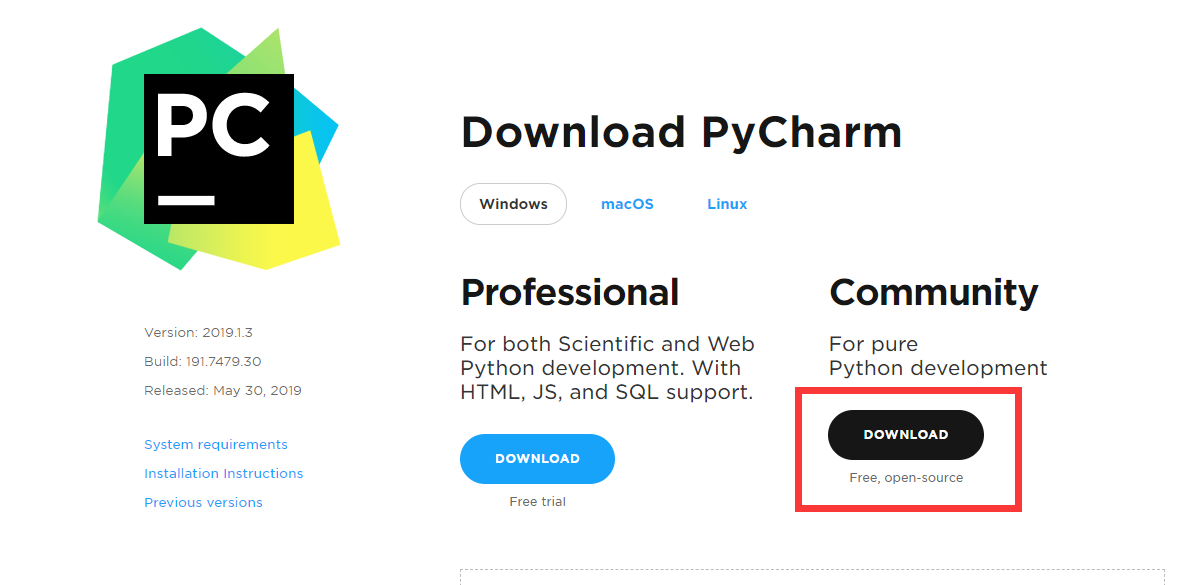 PC
Download PyCharm
Windows
macOS
Linux
Professional
For both Scientific and Web
Python development. With
HTML, JS, and SQL support.
DOWNLOAD
Free trial
Community
For pure
Python development
DOWNLOAD
Free, open-source
Version: 2019.1.3
Build: 191.7479.30
Released: May 30, 2019
System requirements
Installation Instructions
Previous versions